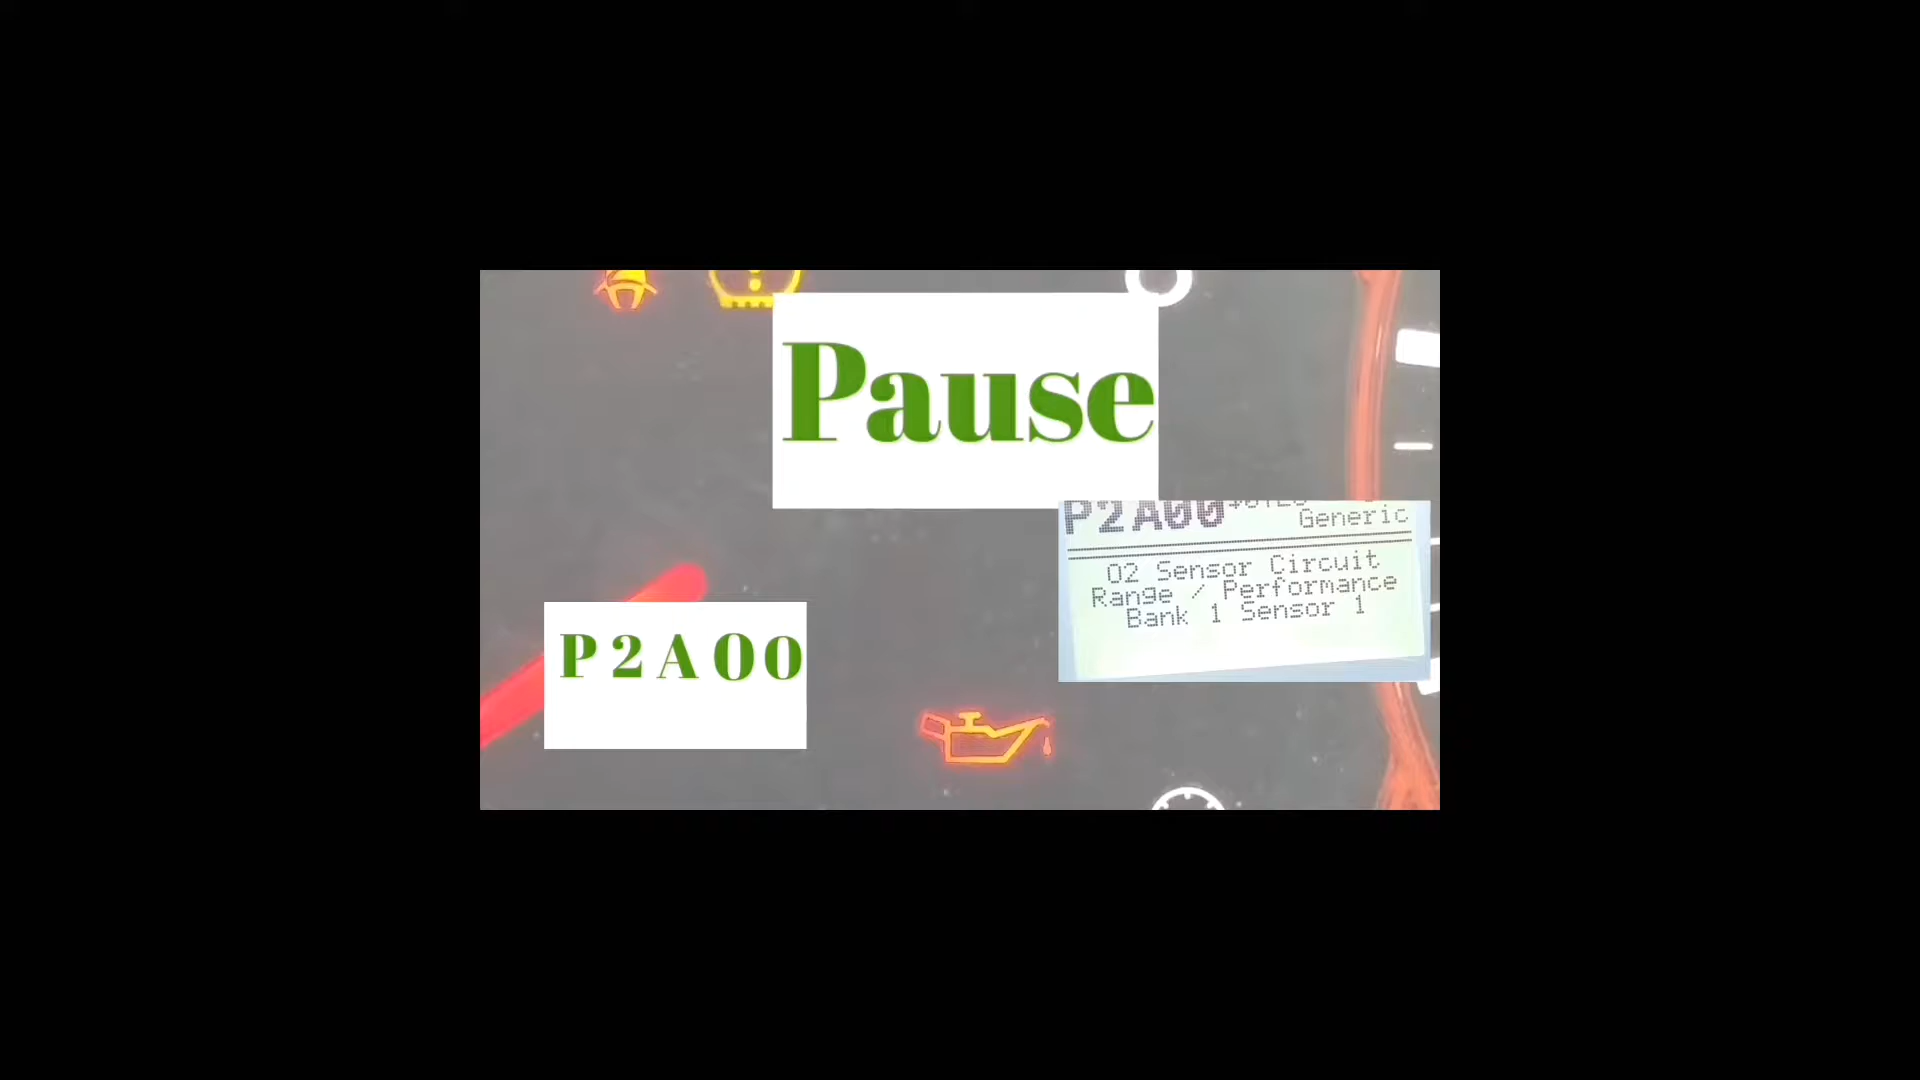 Pause
P2A00
Generic
O2 Sensor Circuit
Range / Performance
Bank 1 Sensor 1
P2A00